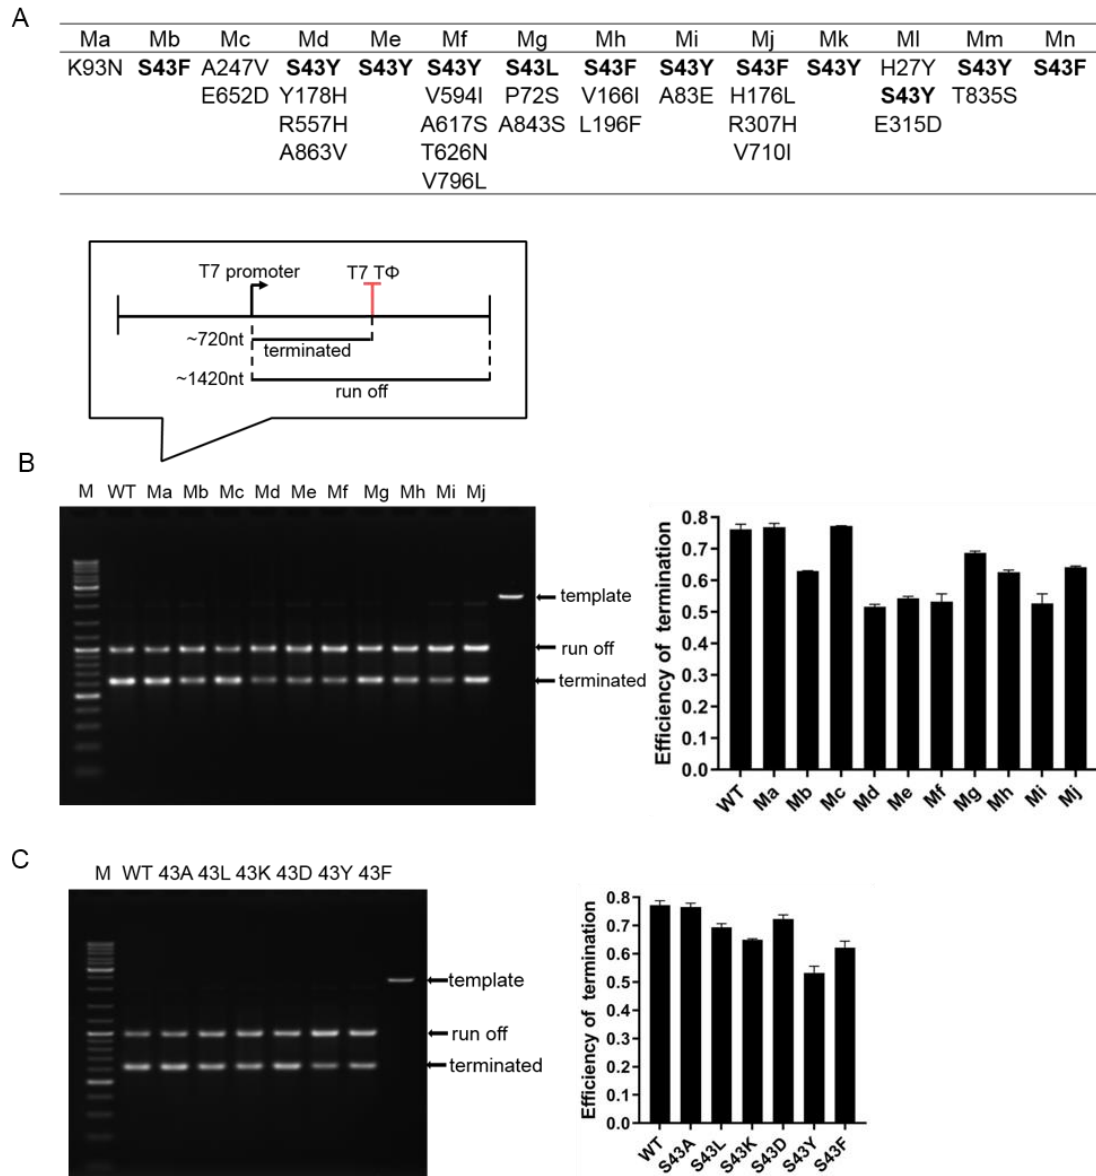 A
Ma Mb Mc Md Me Mf Mg Mh Mi Mj Mk Ml Mm Mn
K93N S43F A247V S43Y S43Y S43Y S43L S43F S43Y S43F S43Y H27Y S43Y S43F
E652D Y178H V594I P72S V166I A83E H176L S43Y T835S
R557H A617S A843S L196F R307H E315D
A863V T626N V710I
V796L
T7 promoter T7 TΦ
~720nt
terminated
~1420nt
run off
B
M WT Ma Mb Mc Md Me Mf Mg Mh Mi Mj
template
run off
terminated
Efficiency of termination
0.8
0.7
0.6
0.5
0.4
0.3
0.2
0.1
0.0
WT Ma Mb Mc Md Me Mf Mg Mh Mi Mj
C
M WT 43A 43L 43K 43D 43Y 43F
template
run off
terminated
Efficiency of termination
0.8
0.7
0.6
0.5
0.4
0.3
0.2
0.1
0.0
WT S43A S43L S43K S43D S43Y S43F